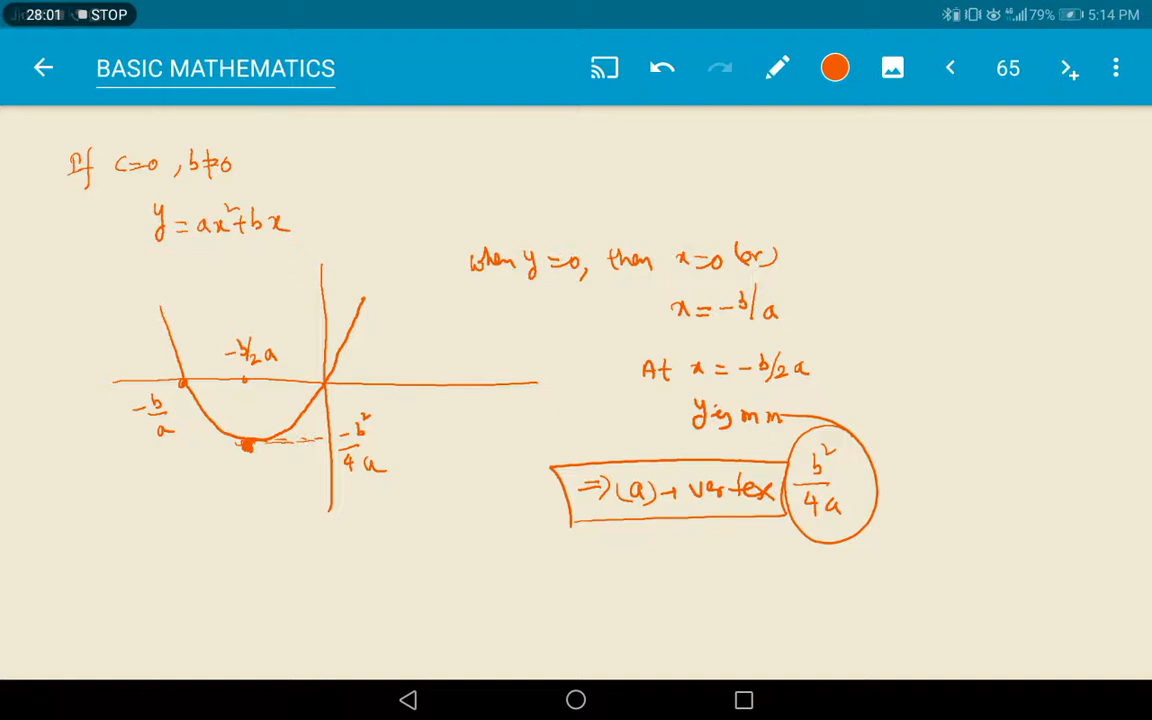 28:01 STOP
79% 5:14 PM
BASIC MATHEMATICS
65
If c=0, b≠0
y = ax²+bx
when y=0, then x=0 (or)
x = -b/a
At x = -b/2a
y is min
b²/4a
=> (a) → vertex
-b/2a
-b/a
-b²/4a